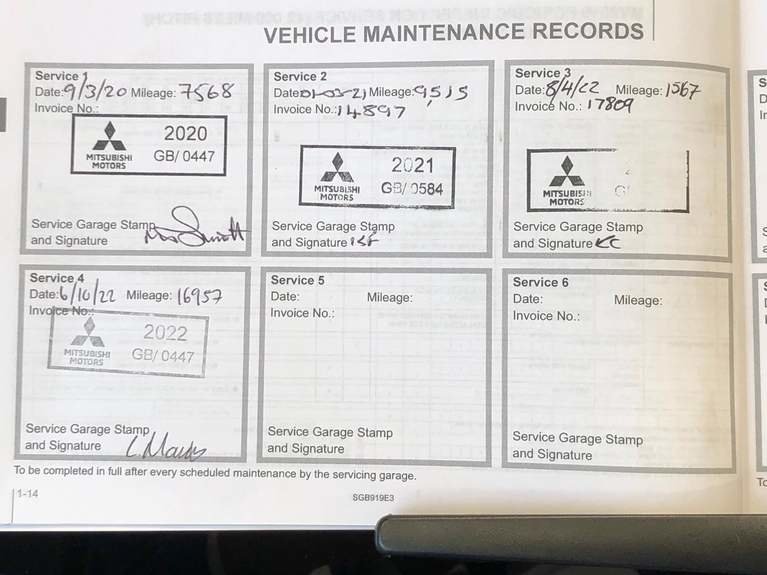 VEHICLE MAINTENANCE RECORDS
Service 1
Date: 9/3/20 Mileage: 7568
Invoice No.:
MITSUBISHI MOTORS
2020
GB/0447
Service Garage Stamp
and Signature
Service 2
Date: 01-03-21 Mileage: 9,515
Invoice No.: 14897
MITSUBISHI MOTORS
2021
GB/0584
Service Garage Stamp
and Signature
Service 3
Date: 8/4/22 Mileage: 1567
Invoice No.: 17809
MITSUBISHI MOTORS
Service Garage Stamp
and Signature KC
Service 4
Date: 6/10/22 Mileage: 16957
Invoice No.:
MITSUBISHI MOTORS
2022
GB/0447
Service Garage Stamp
and Signature
Service 5
Date: Mileage:
Invoice No.:
Service Garage Stamp
and Signature
Service 6
Date: Mileage:
Invoice No.:
Service Garage Stamp
and Signature
To be completed in full after every scheduled maintenance by the servicing garage.
1-14
SGB919E3